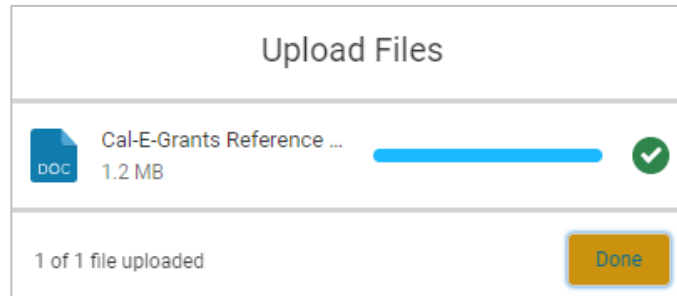 Upload Files
Cal-E-Grants Reference ...
DOC
1.2 MB
1 of 1 file uploaded
Done